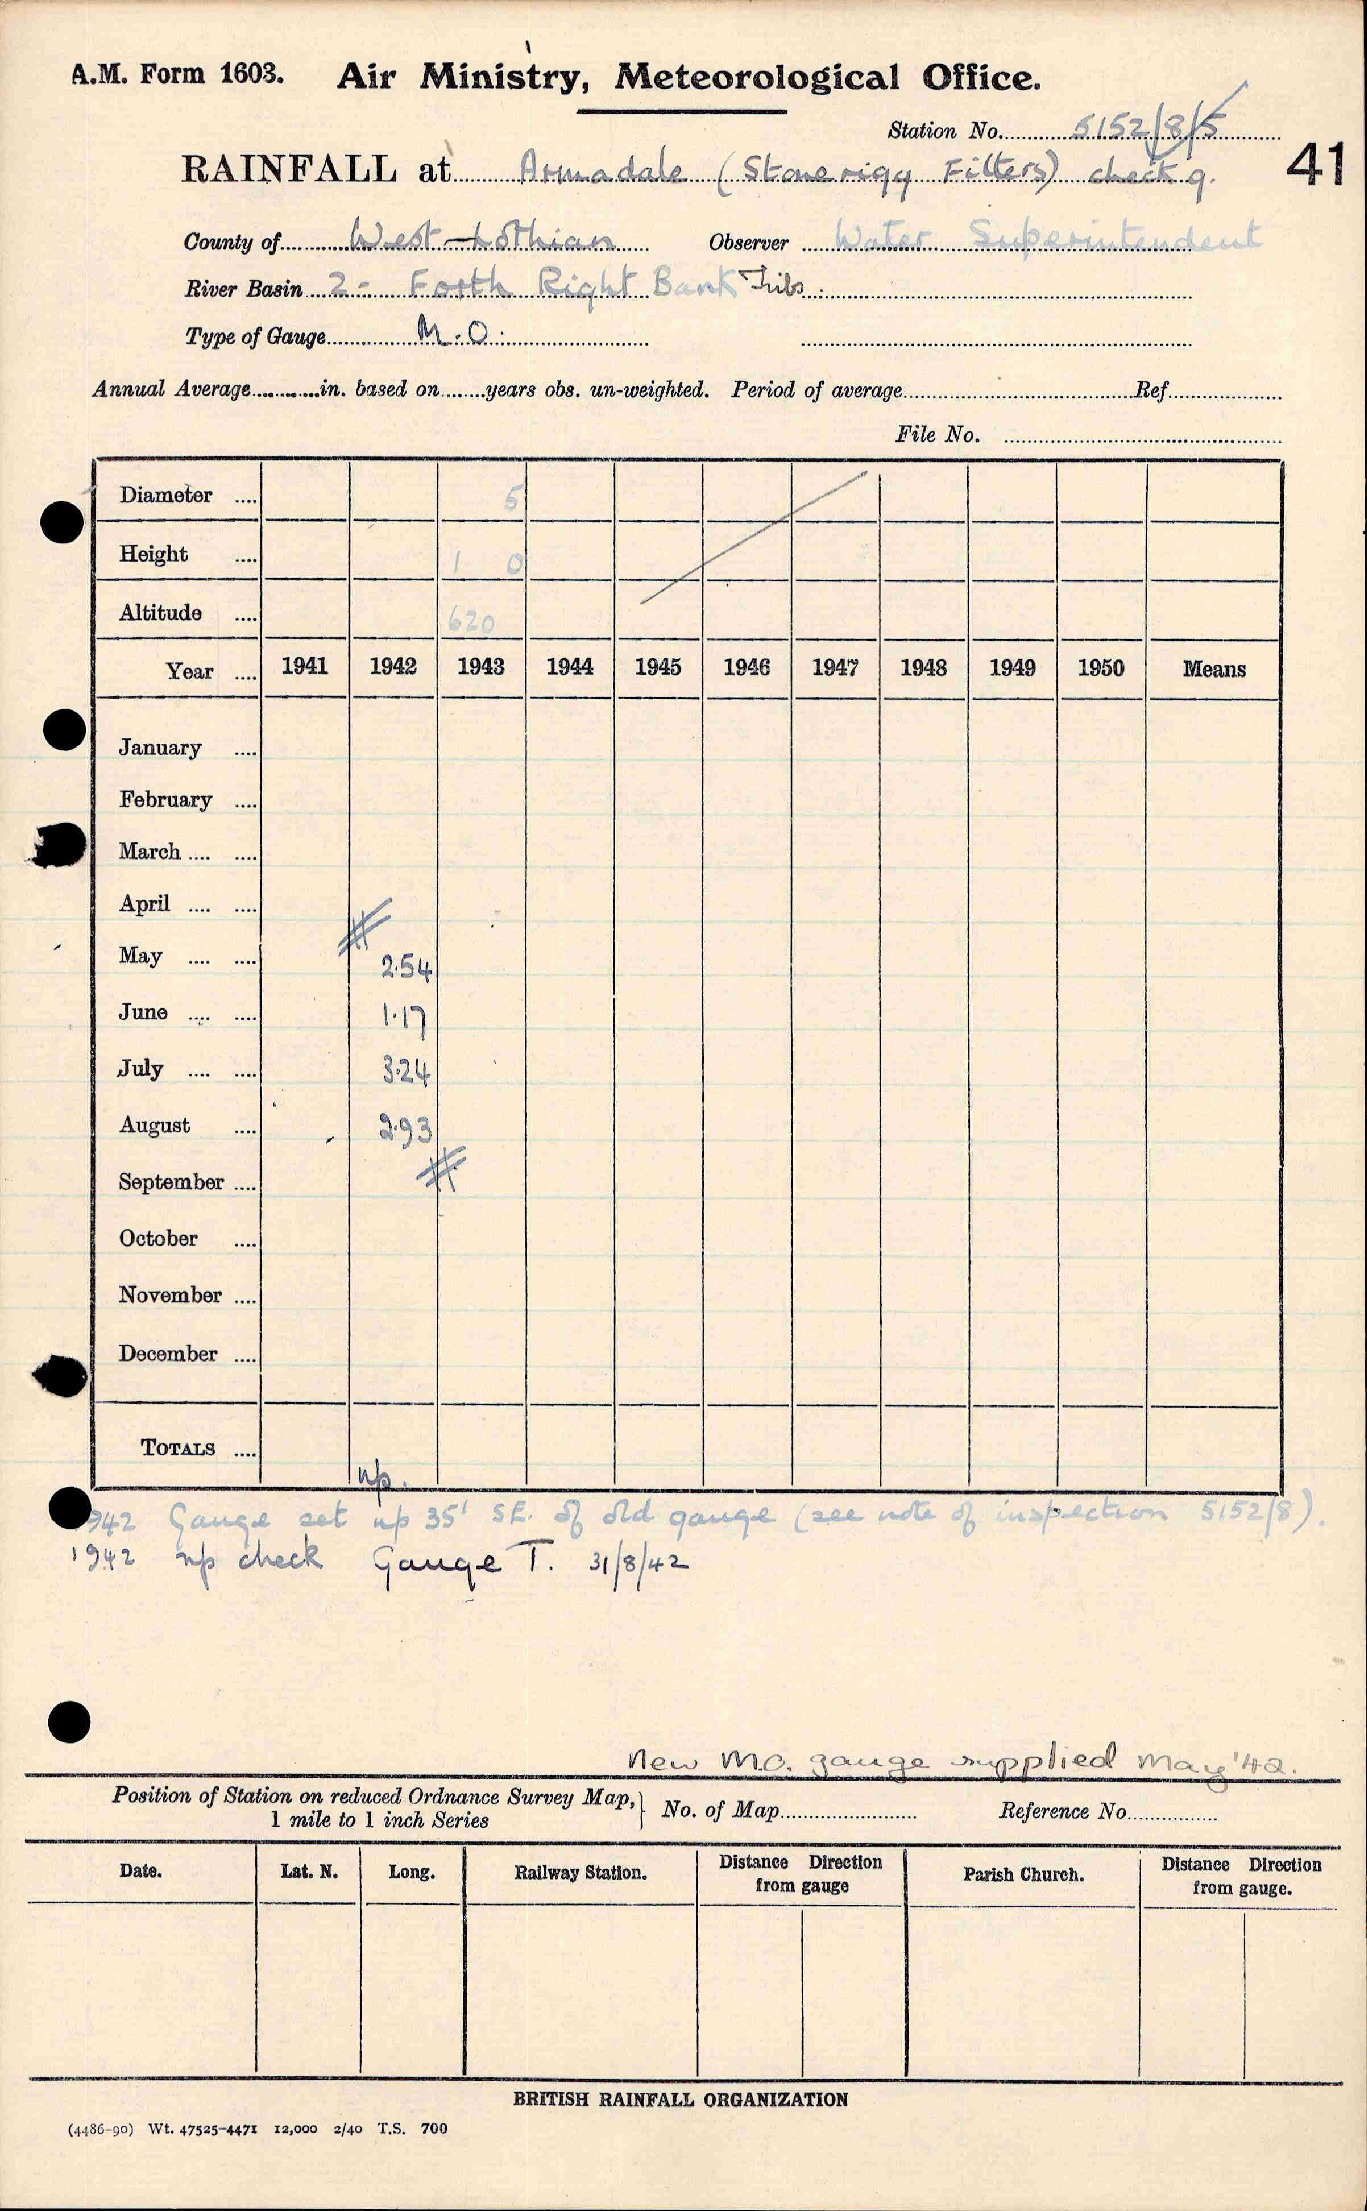 A.M. Form 1603. Air Ministry, Meteorological Office.
Station No. 5152/8/5
RAINFALL at Armadale (Stonerigg Filters) check g.
41
County of West-Lothian Observer Water Superintendent
River Basin 2- Forth Right Bank Tribs.
Type of Gauge M.O.
Annual Average in. based on years obs. un-weighted. Period of average Ref.
File No.
Diameter 5
Height 1 0
Altitude 620
Year 1941 1942 1943 1944 1945 1946 1947 1948 1949 1950 Means
January
February
March
April
May 2.54
June 1.17
July 3.24
August 2.93
September
October
November
December
TOTALS
np.
1942 Gauge set up 35' SE. of old gauge (see note of inspection 5152/8).
1942 np check Gauge T. 31/8/42
New M.O. gauge supplied May '42.
Position of Station on reduced Ordnance Survey Map, 1 mile to 1 inch Series } No. of Map Reference No.
Date. Lat. N. Long. Railway Station. Distance Direction from gauge Parish Church. Distance Direction from gauge.
BRITISH RAINFALL ORGANIZATION
(4486-90) Wt. 47525-4471 12,000 2/40 T.S. 700